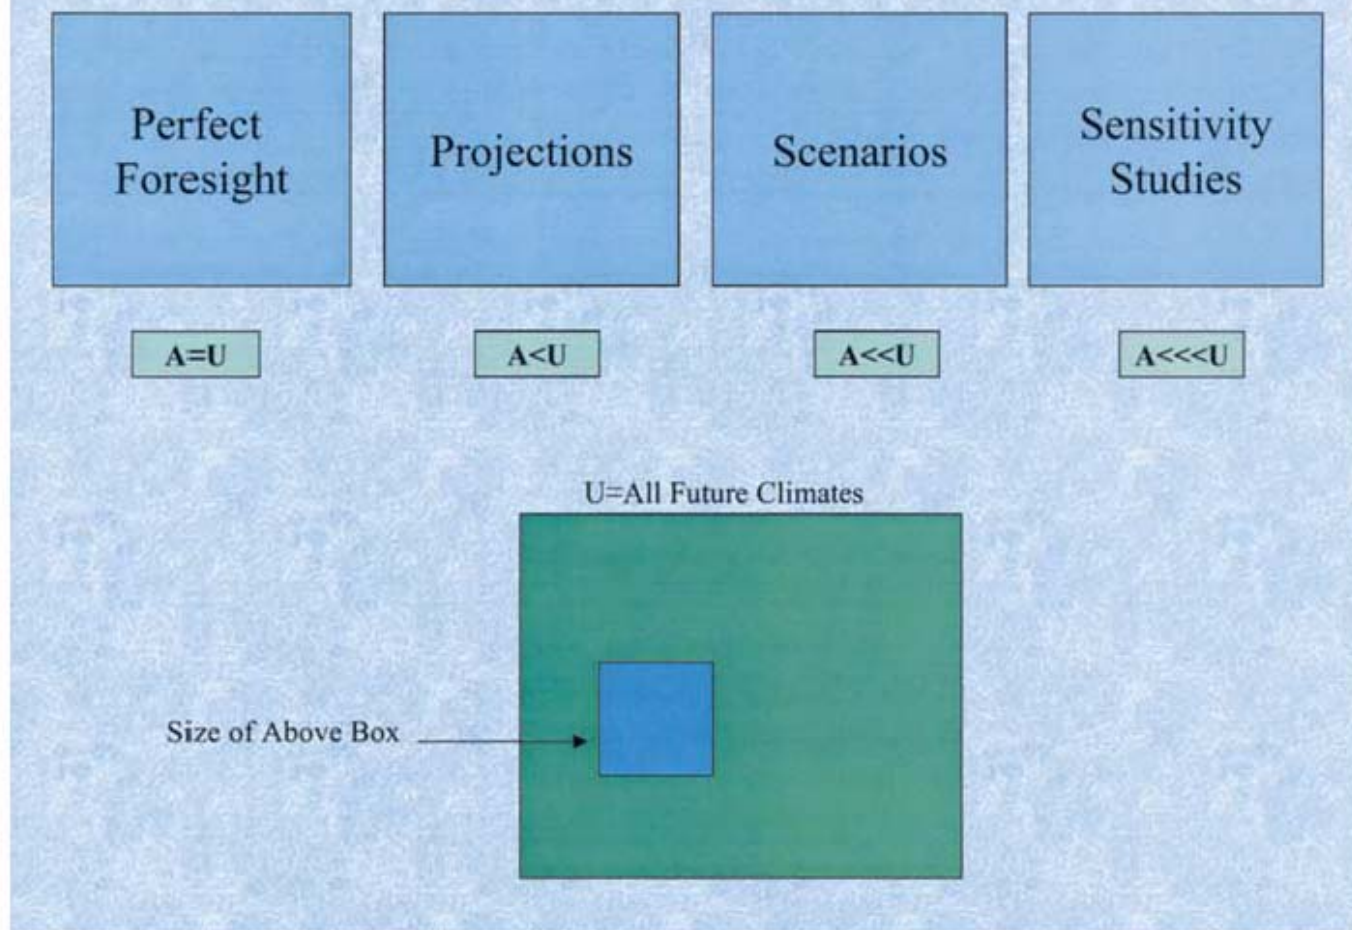 Perfect
Foresight
Projections
Scenarios
Sensitivity
Studies
A=U
A<U
A<<U
A<<<U
U=All Future Climates
Size of Above Box